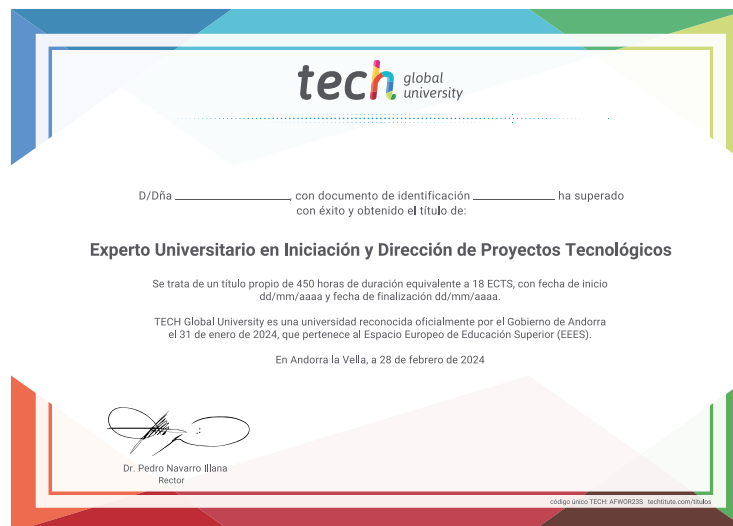 tech global
university
D/Dña ______________, con documento de identificación __________ ha superado
con éxito y obtenido el título de:
Experto Universitario en Iniciación y Dirección de Proyectos Tecnológicos
Se trata de un título propio de 450 horas de duración equivalente a 18 ECTS, con fecha de inicio
dd/mm/aaaa y fecha de finalización dd/mm/aaaa.
TECH Global University es una universidad reconocida oficialmente por el Gobierno de Andorra
el 31 de enero de 2024, que pertenece al Espacio Europeo de Educación Superior (EEES).
En Andorra la Vella, a 28 de febrero de 2024
Dr. Pedro Navarro Illana
Rector
código único TECH: AFWOR23S techtitute.com/titulos